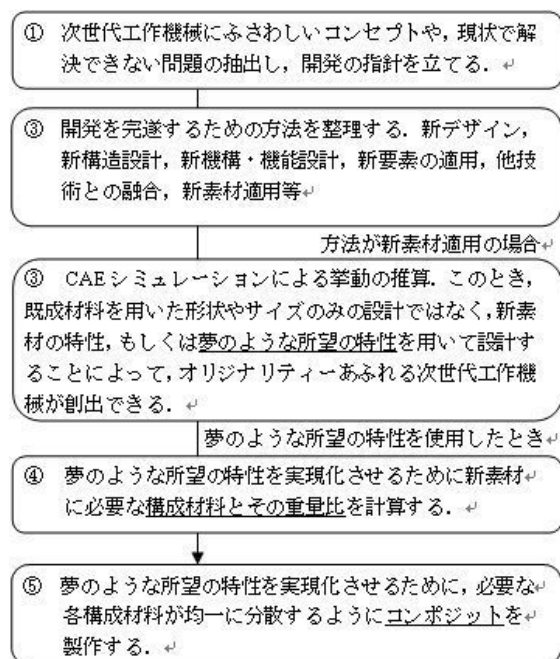 ① 次世代工作機械にふさわしいコンセプトや，現状で解
決できない問題の抽出し，開発の指針を立てる．↵
③ 開発を完遂するための方法を整理する．新デザイン，
新構造設計，新機構・機能設計，新要素の適用，他技
術との融合，新素材適用等↵
方法が新素材適用の場合↵
③ CAEシミュレーションによる挙動の推算．このとき，
既成材料を用いた形状やサイズのみの設計ではなく，新素
材の特性，もしくは夢のような所望の特性を用いて設計す
ることによって，オリジナリティーあふれる次世代工作機
械が創出できる．↵
夢のような所望の特性を使用したとき↵
④ 夢のような所望の特性を実現化させるために新素材↵
に必要な構成材料とその重量比を計算する．↵
⑤ 夢のような所望の特性を実現化させるために，必要な
各構成材料が均一に分散するようにコンポジットを
製作する．↵